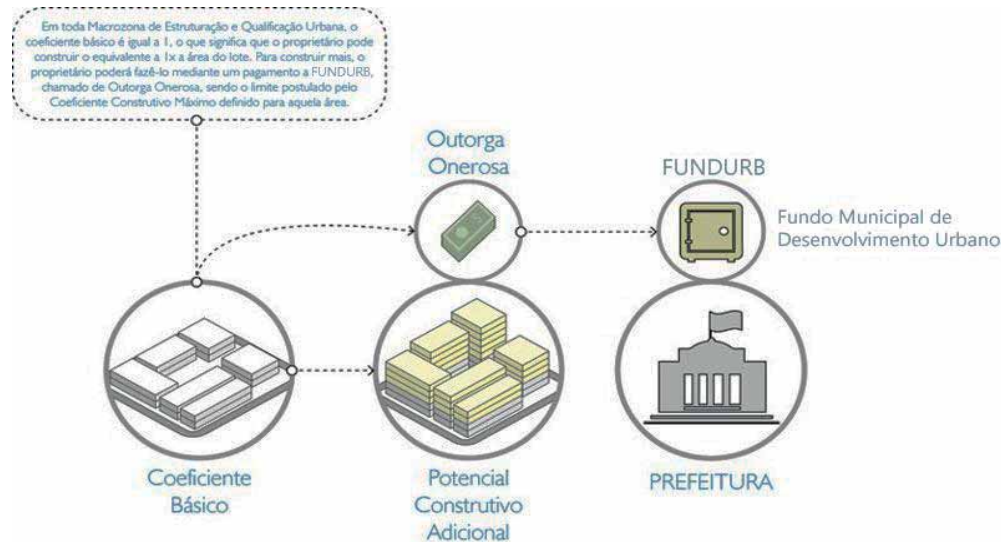 Em toda Macrozona de Estruturação e Qualificação Urbana, o
coeficiente básico é igual a 1, o que significa que o proprietário pode
construir o equivalente a 1x a área do lote. Para construir mais, o
proprietário poderá fazê-lo mediante um pagamento a FUNDURB,
chamado de Outorga Onerosa, sendo o limite postulado pelo
Coeficiente Construtivo Máximo definido para aquela área.
Outorga
Onerosa
FUNDURB
Fundo Municipal de
Desenvolvimento Urbano
Coeficiente
Básico
Potencial
Construtivo
Adicional
PREFEITURA